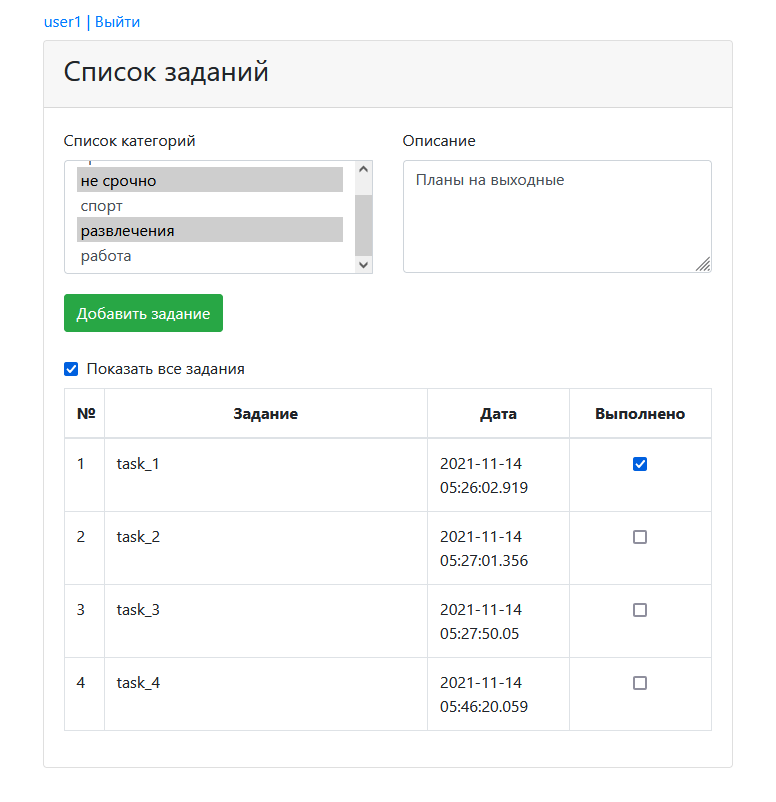 user1 | Выйти
Список заданий
Список категорий
Описание
не срочно
спорт
развлечения
работа
Планы на выходные
Добавить задание
Показать все задания
№ Задание Дата Выполнено
1 task_1 2021-11-14
05:26:02.919
2 task_2 2021-11-14
05:27:01.356
3 task_3 2021-11-14
05:27:50.05
4 task_4 2021-11-14
05:46:20.059